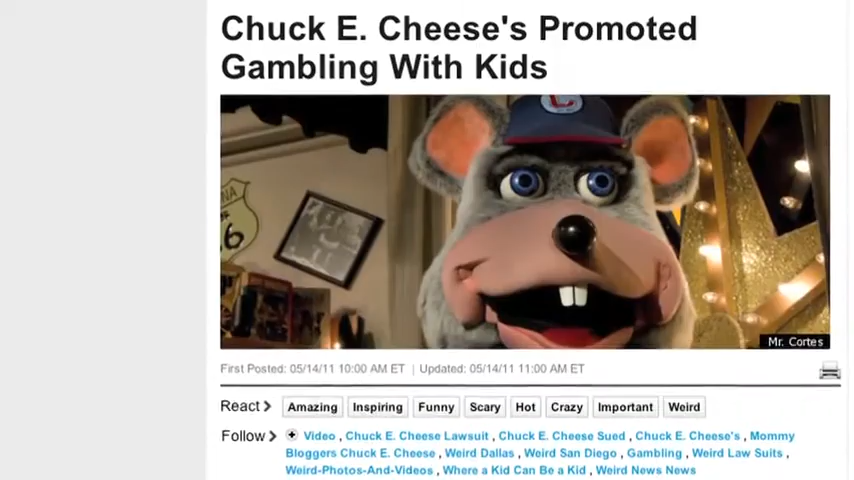 Chuck E. Cheese's Promoted
Gambling With Kids
C
NA
6
Mr. Cortes
First Posted: 05/14/11 10:00 AM ET | Updated: 05/14/11 11:00 AM ET
React > Amazing Inspiring Funny Scary Hot Crazy Important Weird
Follow > Video , Chuck E. Cheese Lawsuit , Chuck E. Cheese Sued , Chuck E. Cheese's , Mommy
Bloggers Chuck E. Cheese , Weird Dallas , Weird San Diego , Gambling , Weird Law Suits ,
Weird-Photos-And-Videos , Where a Kid Can Be a Kid , Weird News News